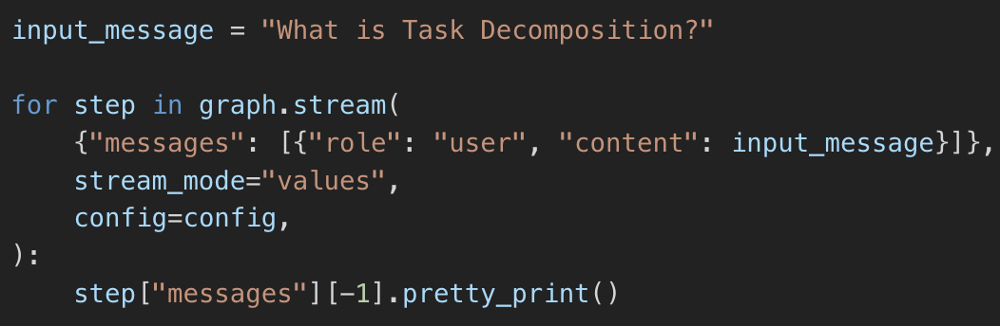 input_message = "What is Task Decomposition?"

for step in graph.stream(
    {"messages": [{"role": "user", "content": input_message}]},
    stream_mode="values",
    config=config,
):
    step["messages"][-1].pretty_print()